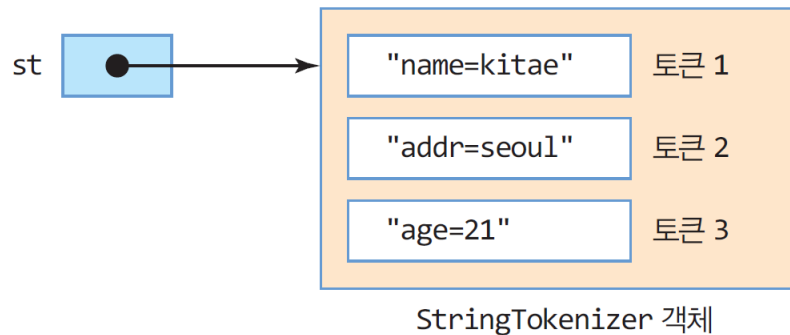 st
"name=kitae" 토큰 1
"addr=seoul" 토큰 2
"age=21" 토큰 3
StringTokenizer 객체